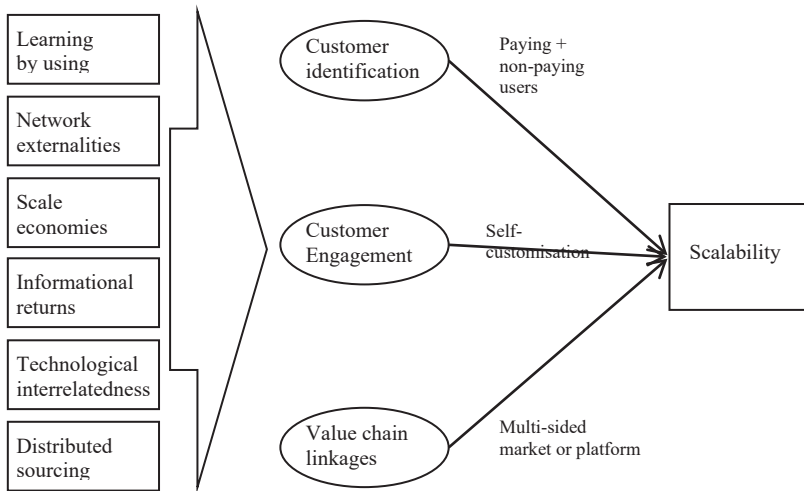 Learning
by using
Network
externalities
Scale
economies
Informational
returns
Technological
interrelatedness
Distributed
sourcing
Customer
identification
Customer
Engagement
Value chain
linkages
Paying +
non-paying
users
Self-
customisation
Multi-sided
market or platform
Scalability